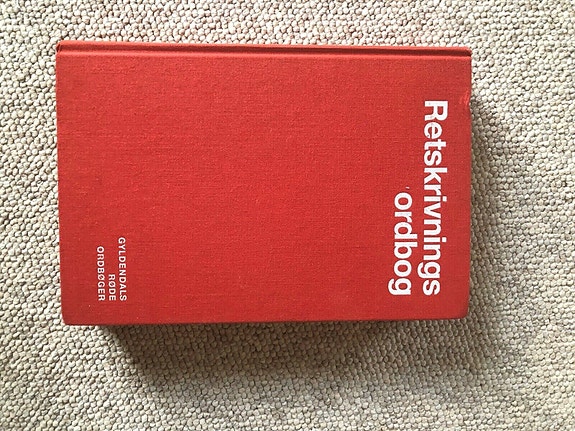 Retskrivnings
ordbog
GYLDENDALS
RØDE
ORDBØGER